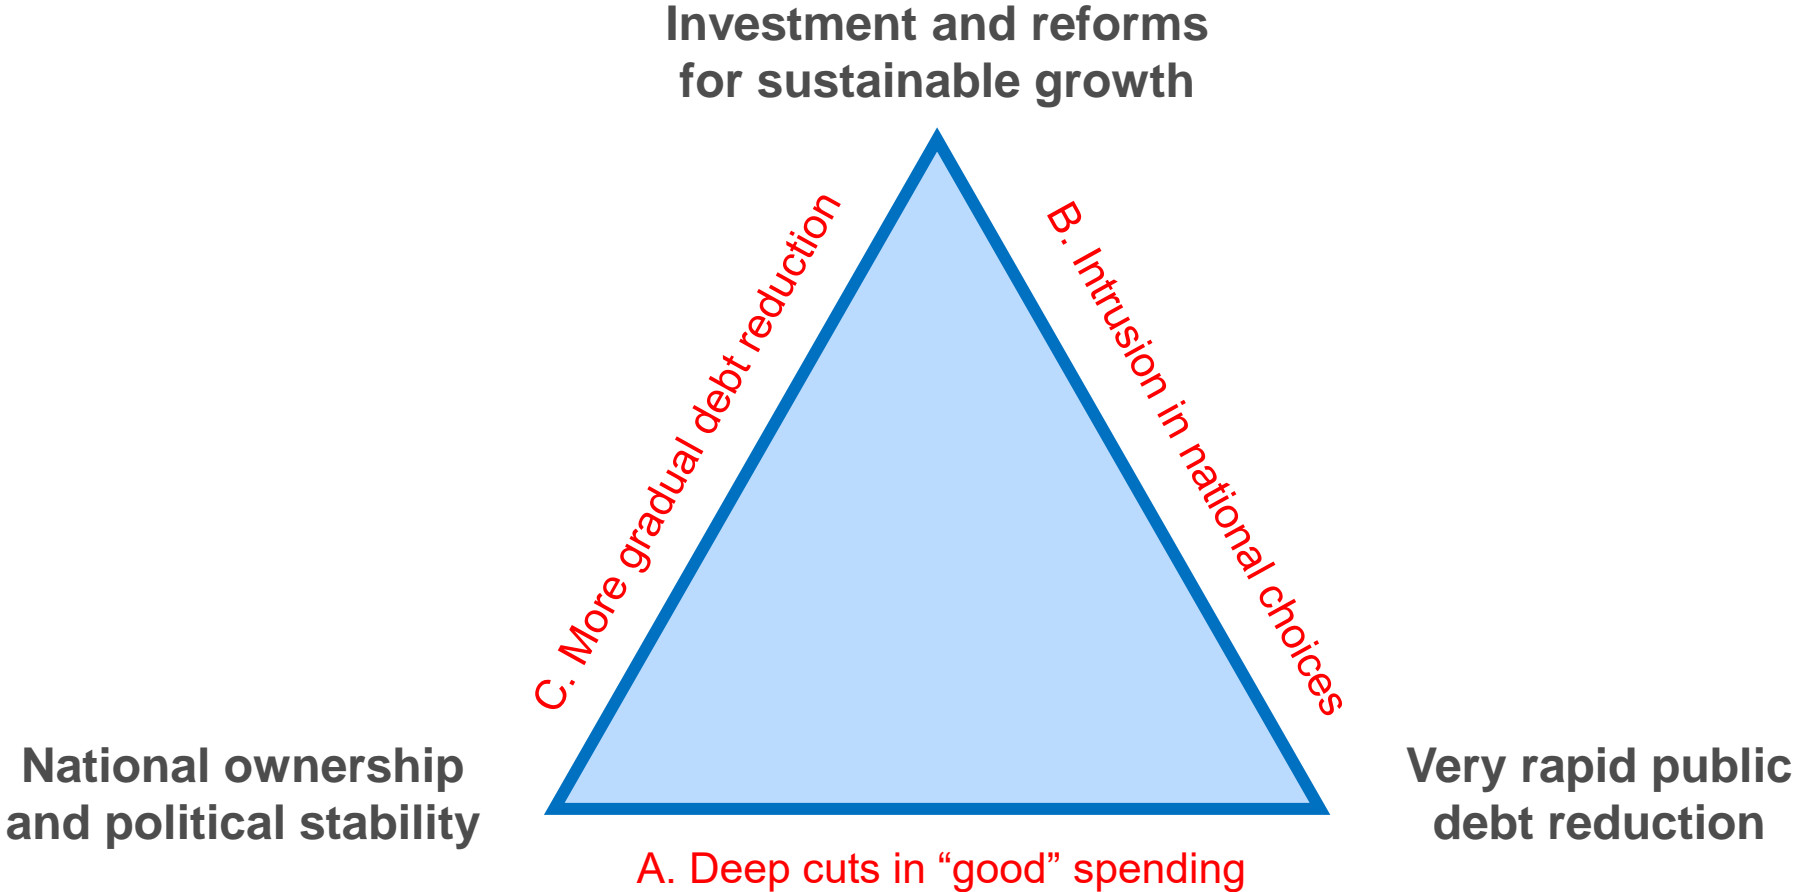 Investment and reforms
for sustainable growth
C. More gradual debt reduction
B. Intrusion in national choices
National ownership
and political stability
Very rapid public
debt reduction
A. Deep cuts in “good” spending